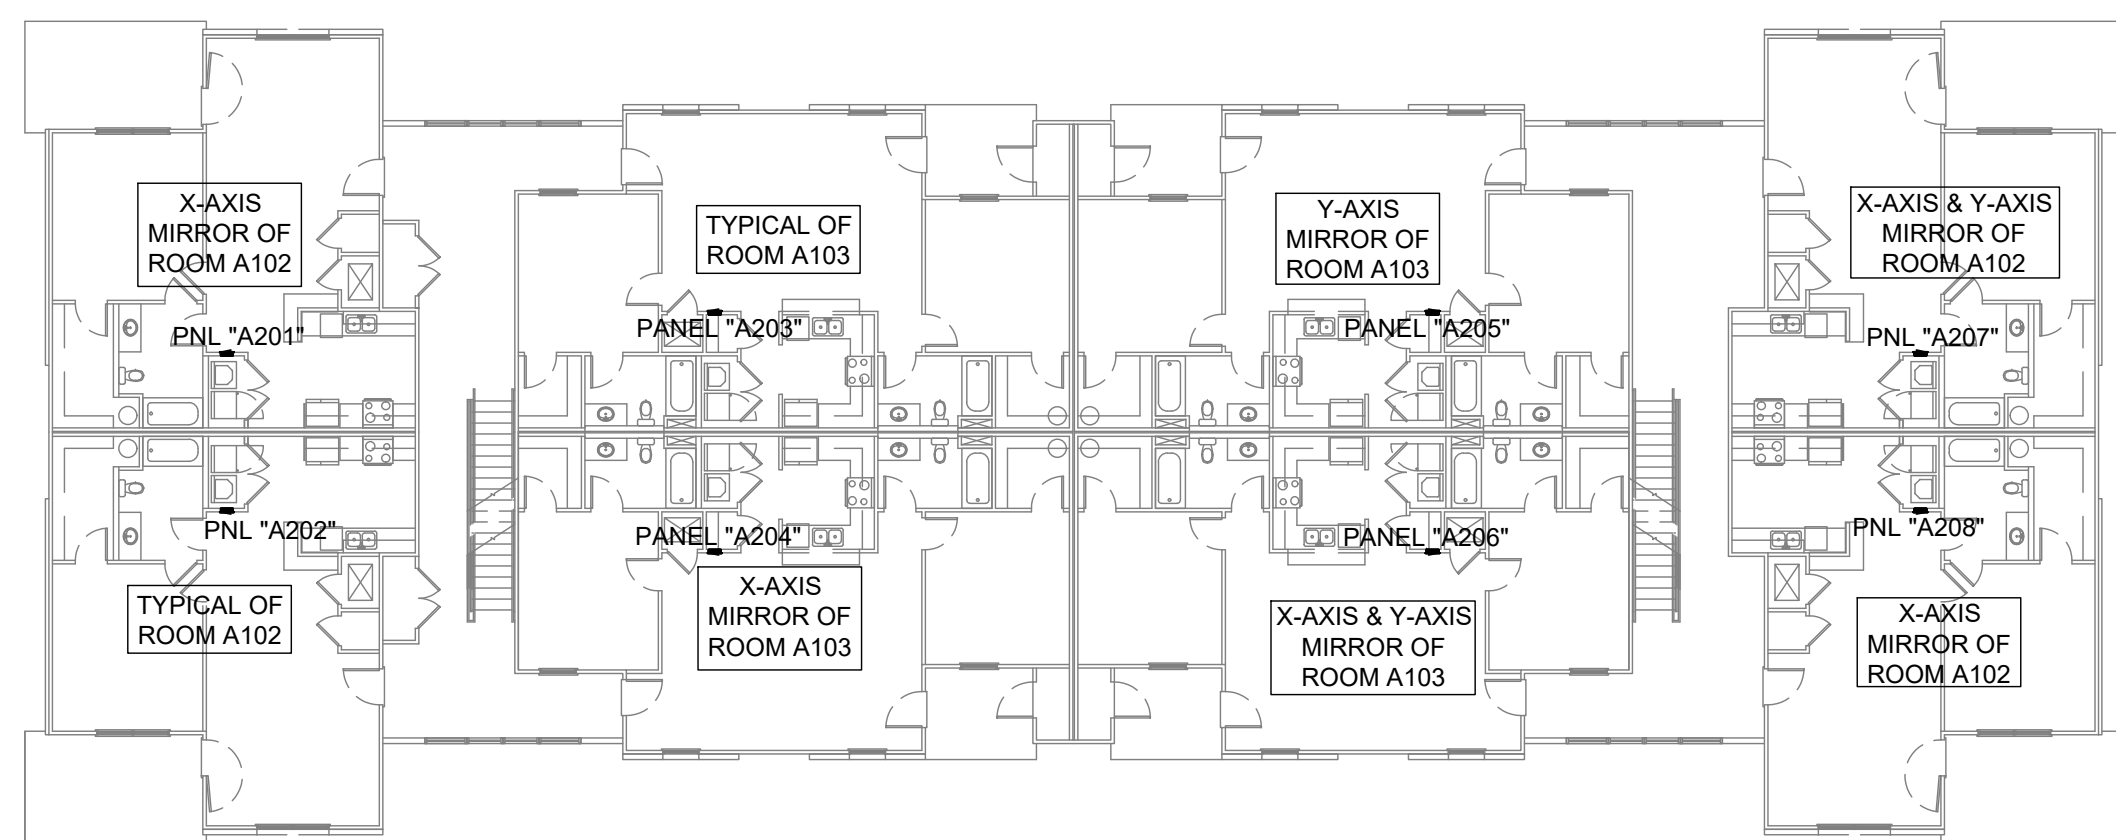 X-AXIS
MIRROR OF
ROOM A102
TYPICAL OF
ROOM A103
Y-AXIS
MIRROR OF
ROOM A103
X-AXIS & Y-AXIS
MIRROR OF
ROOM A102
PNL "A201"
PANEL "A203"
PANEL "A205"
PNL "A207"
PNL "A202"
PANEL "A204"
PANEL "A206"
PNL "A208"
TYPICAL OF
ROOM A102
X-AXIS
MIRROR OF
ROOM A103
X-AXIS & Y-AXIS
MIRROR OF
ROOM A103
X-AXIS
MIRROR OF
ROOM A102